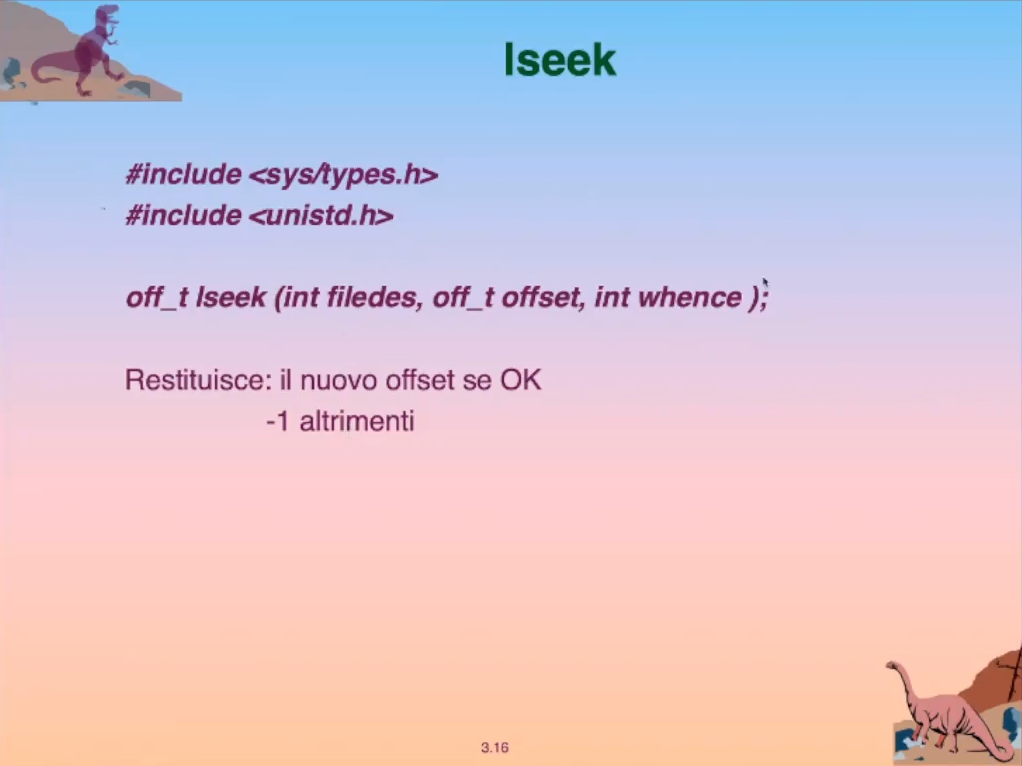 lseek
#include <sys/types.h>
#include <unistd.h>
off_t lseek (int filedes, off_t offset, int whence );
Restituisce: il nuovo offset se OK
-1 altrimenti
3.16